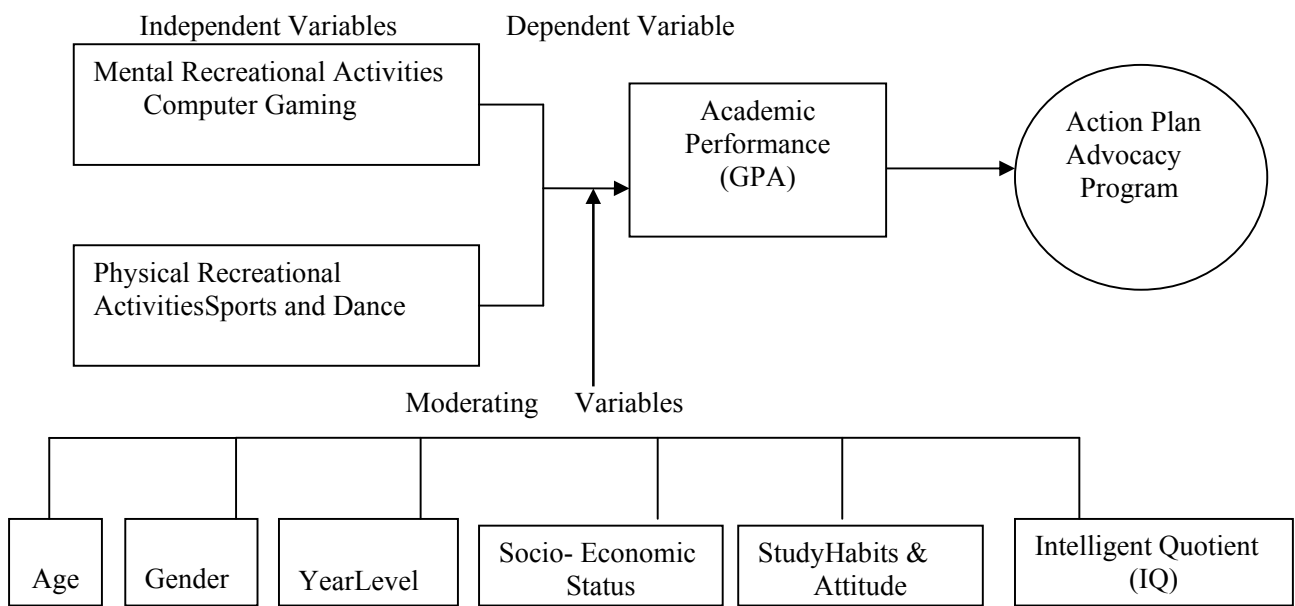 Independent Variables Dependent Variable
Mental Recreational Activities
Computer Gaming
Academic
Performance
(GPA)
Action Plan
Advocacy
Program
Physical Recreational
ActivitiesSports and Dance
Moderating Variables
Age
Gender
YearLevel
Socio- Economic
Status
StudyHabits &
Attitude
Intelligent Quotient
(IQ)